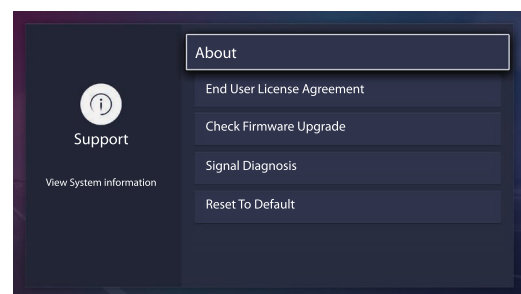 Support
View System information
About
End User License Agreement
Check Firmware Upgrade
Signal Diagnosis
Reset To Default